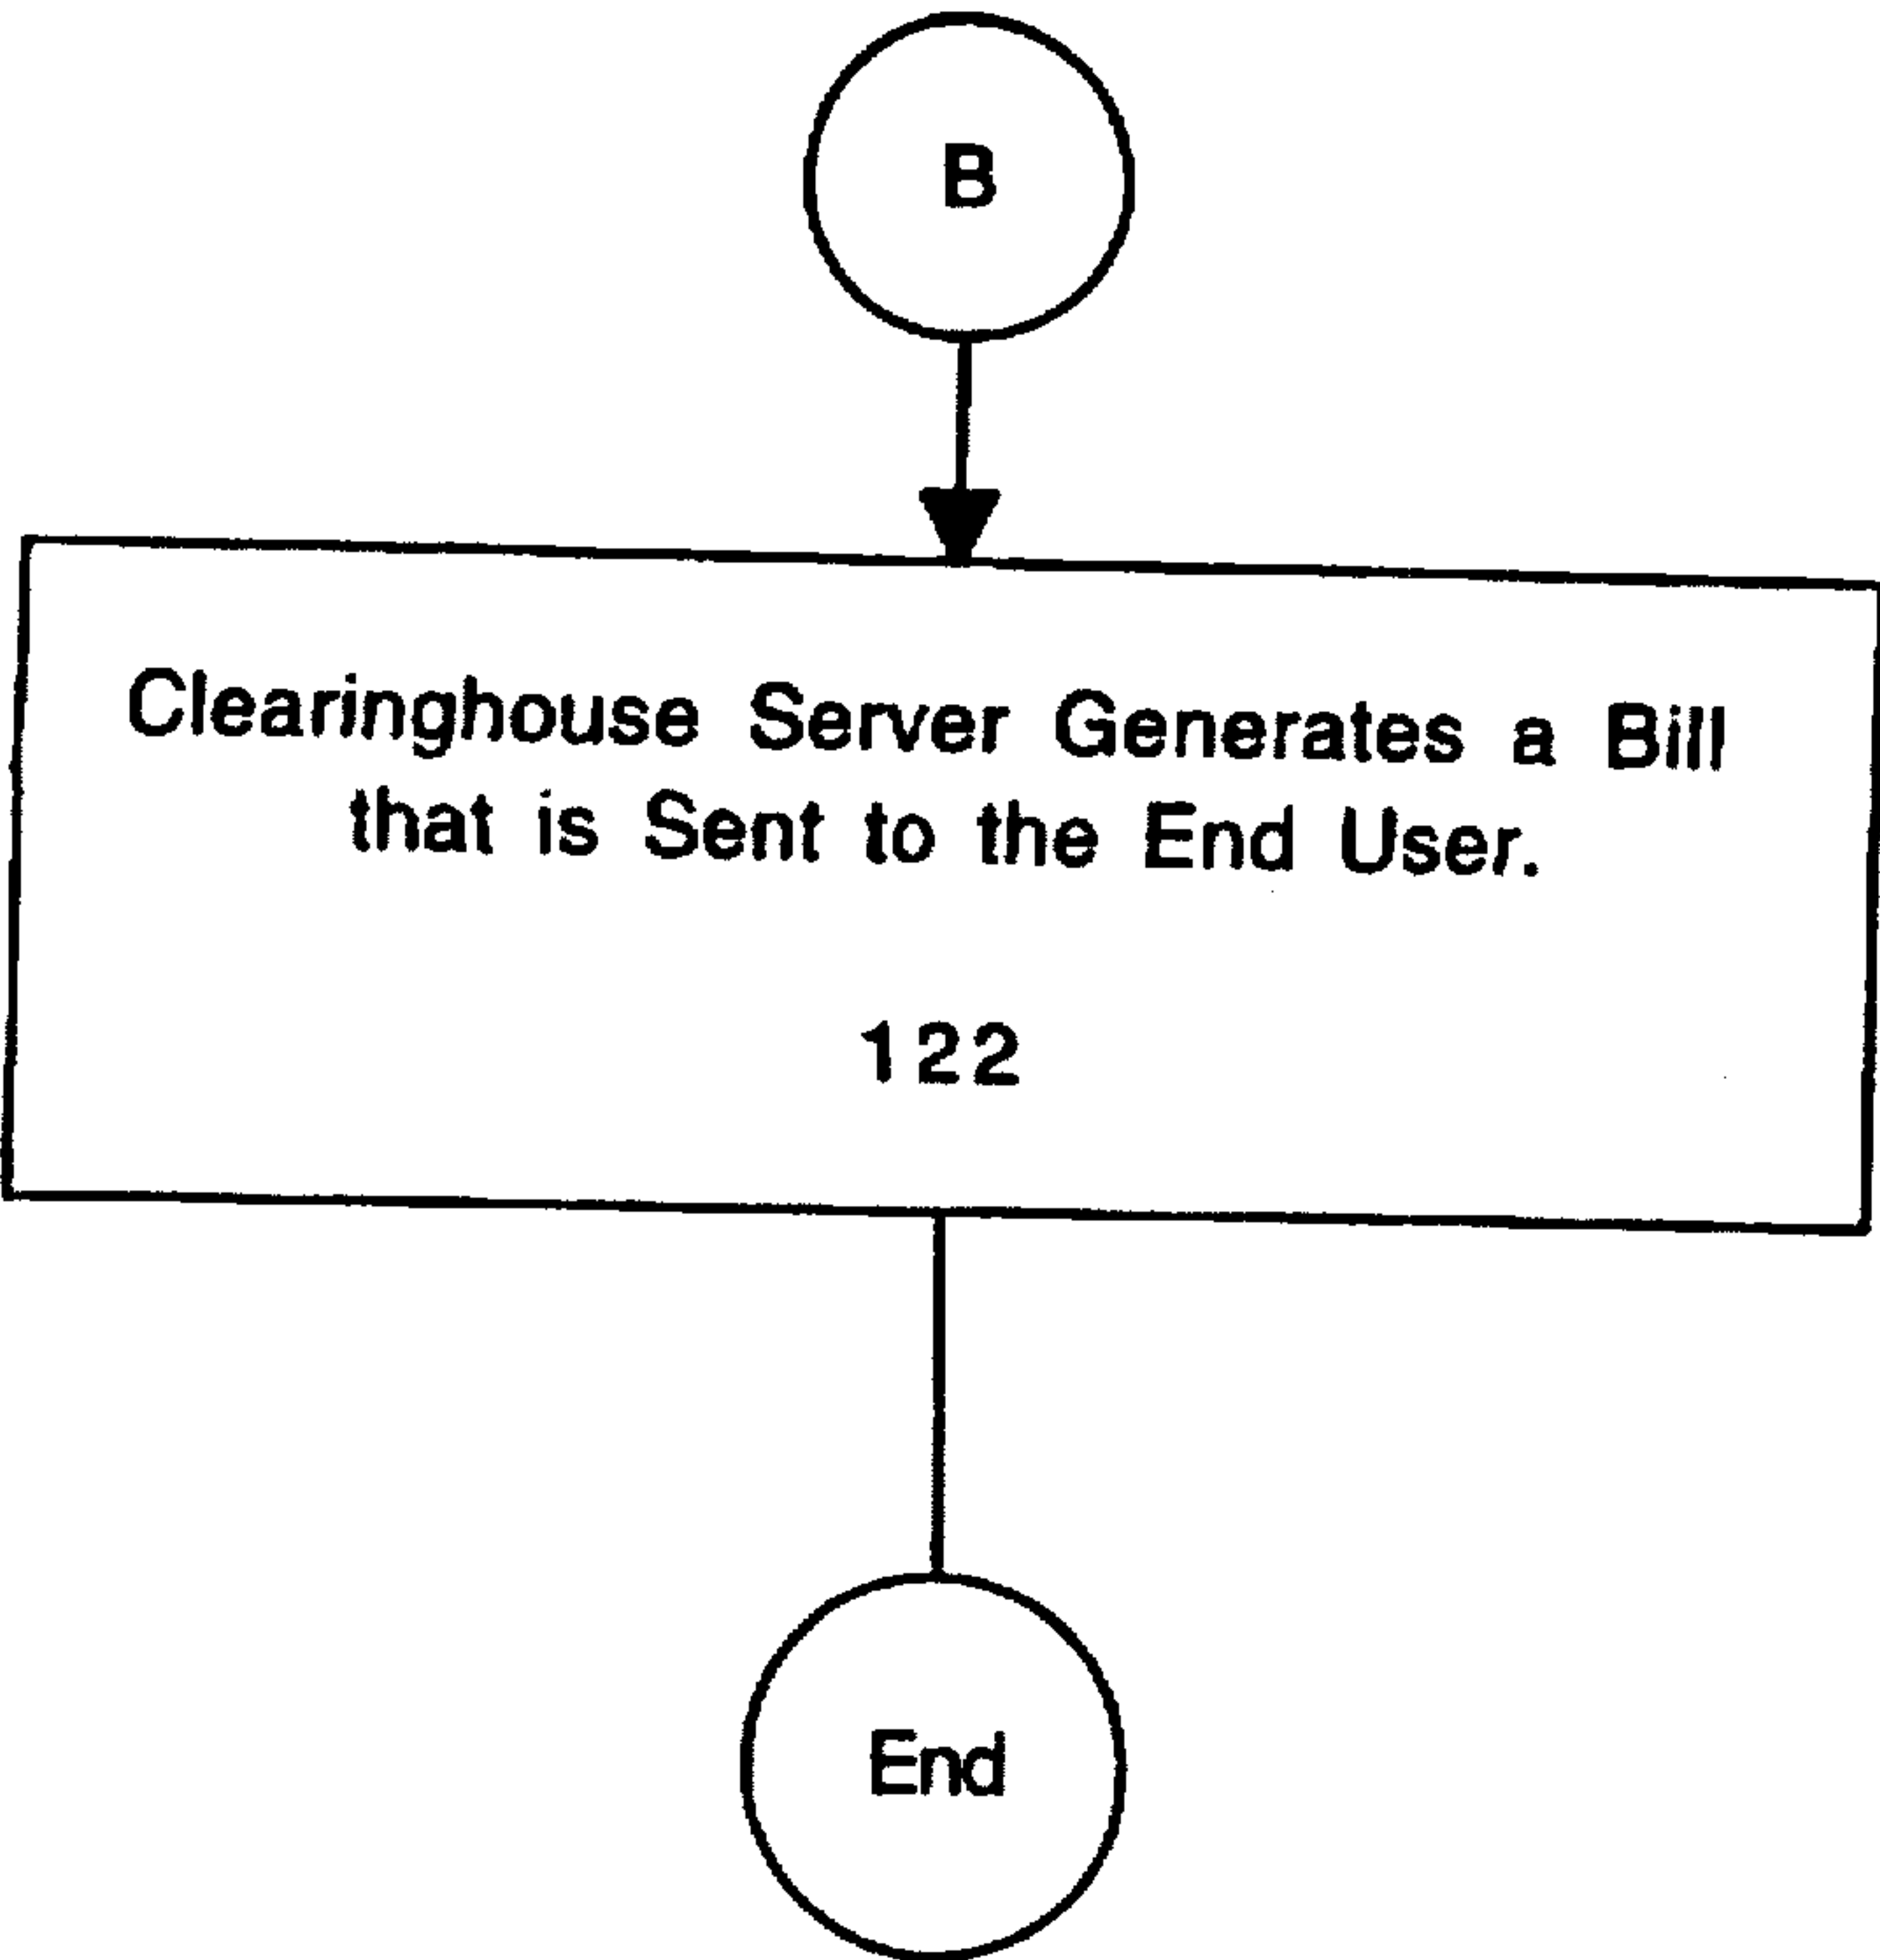 B
Clearinghouse Server Generates a Bill
that is Sent to the End User.
122
End